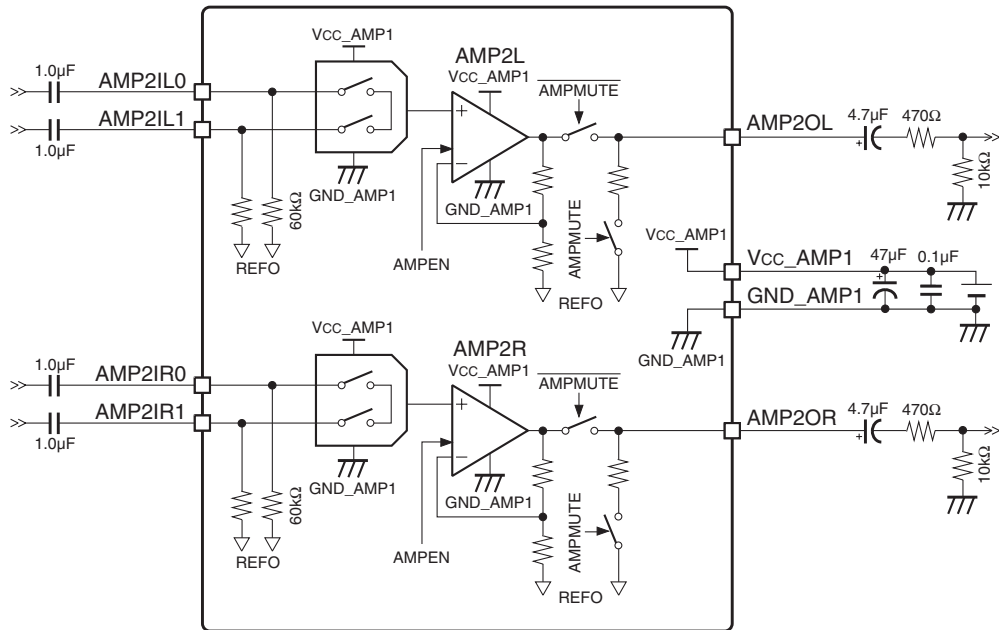 VCC_AMP1
AMP2L
VCC_AMP1
AMPMUTE
1.0µF
AMP2IL0
AMP2IL1
1.0µF
GND_AMP1
60kΩ
REFO
GND_AMP1
AMPEN
AMPMUTE
REFO
AMP2OL
4.7µF
+
470Ω
10kΩ
VCC_AMP1
VCC_AMP1
47µF
+
0.1µF
GND_AMP1
GND_AMP1
VCC_AMP1
AMP2R
VCC_AMP1
AMPMUTE
1.0µF
AMP2IR0
AMP2IR1
1.0µF
GND_AMP1
60kΩ
REFO
GND_AMP1
AMPEN
AMPMUTE
REFO
AMP2OR
4.7µF
+
470Ω
10kΩ